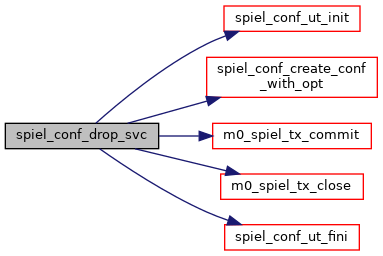 spiel_conf_drop_svc
spiel_conf_ut_init
spiel_conf_create_conf
_with_opt
m0_spiel_tx_commit
m0_spiel_tx_close
spiel_conf_ut_fini